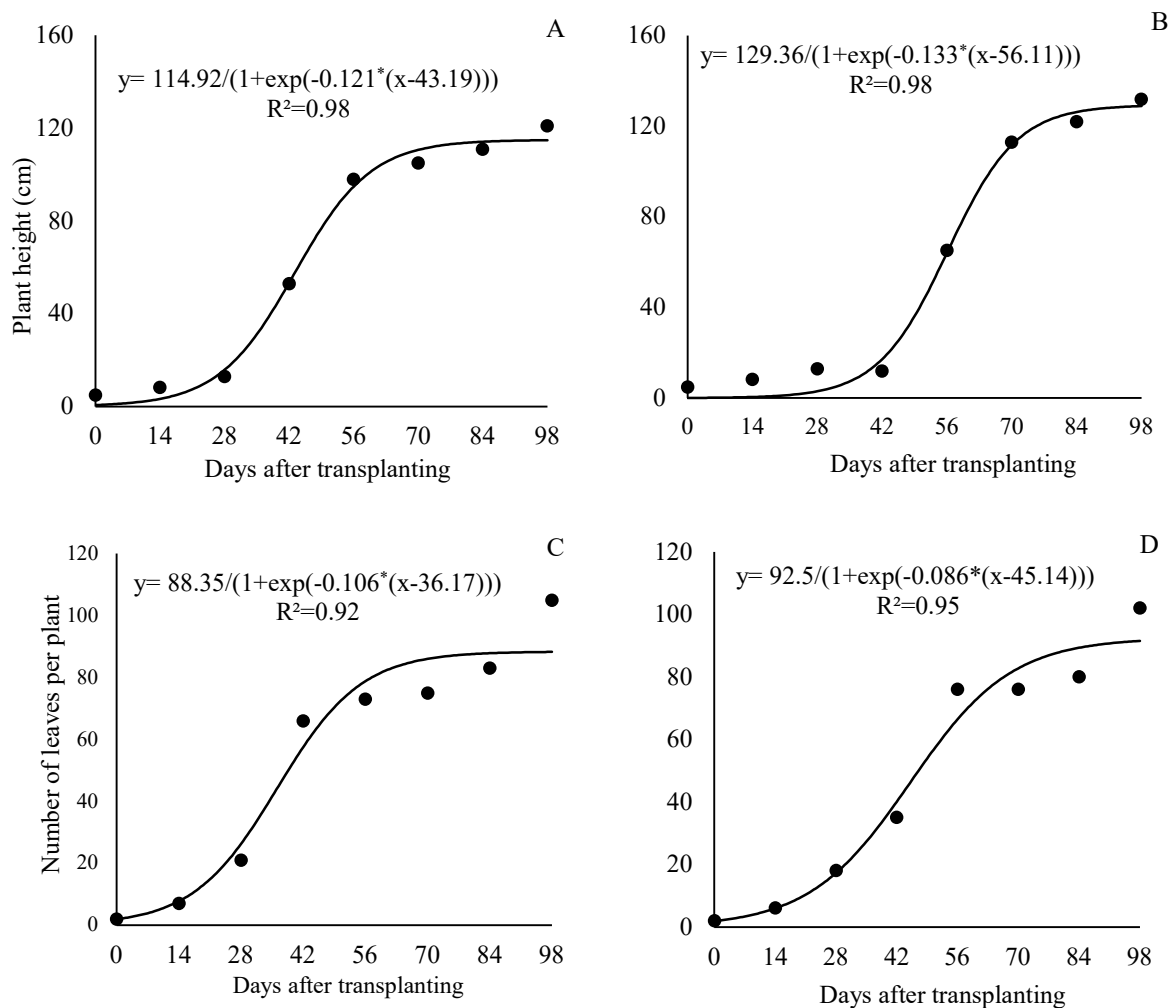 A
y= 114.92/(1+exp(-0.121*(x-43.19)))
R²=0.98
Plant height (cm)
160
120
80
40
0
0 14 28 42 56 70 84 98
Days after transplanting
B
y= 129.36/(1+exp(-0.133*(x-56.11)))
R²=0.98
160
120
80
40
0
0 14 28 42 56 70 84 98
Days after transplanting
C
y= 88.35/(1+exp(-0.106*(x-36.17)))
R²=0.92
Number of leaves per plant
120
100
80
60
40
20
0
0 14 28 42 56 70 84 98
Days after transplanting
D
y= 92.5/(1+exp(-0.086*(x-45.14)))
R²=0.95
120
100
80
60
40
20
0
0 14 28 42 56 70 84 98
Days after transplanting